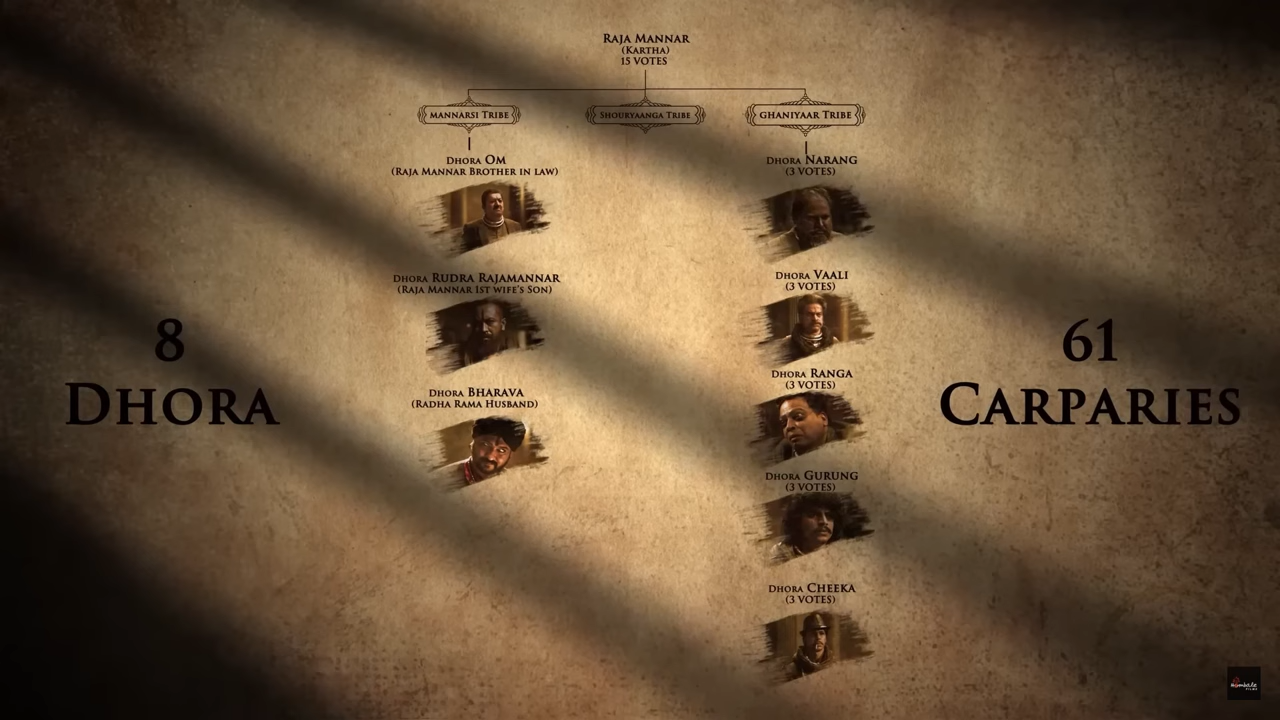 RAJA MANNAR
(KARTHA)
15 VOTES
MANNARSI TRIBE
SHOURYAANGA TRIBE
GHANIYAAR TRIBE
DHORA OM
(RAJA MANNAR BROTHER IN LAW)
DHORA RUDRA RAJAMANNAR
(RAJA MANNAR 1ST WIFE'S SON)
DHORA BHARAVA
(RADHA RAMA HUSBAND)
DHORA NARANG
(3 VOTES)
DHORA VAALI
(3 VOTES)
DHORA RANGA
(3 VOTES)
DHORA GURUNG
(3 VOTES)
DHORA CHEEKA
(3 VOTES)
8
DHORA
61
CARPARIES
hombale
FILMS